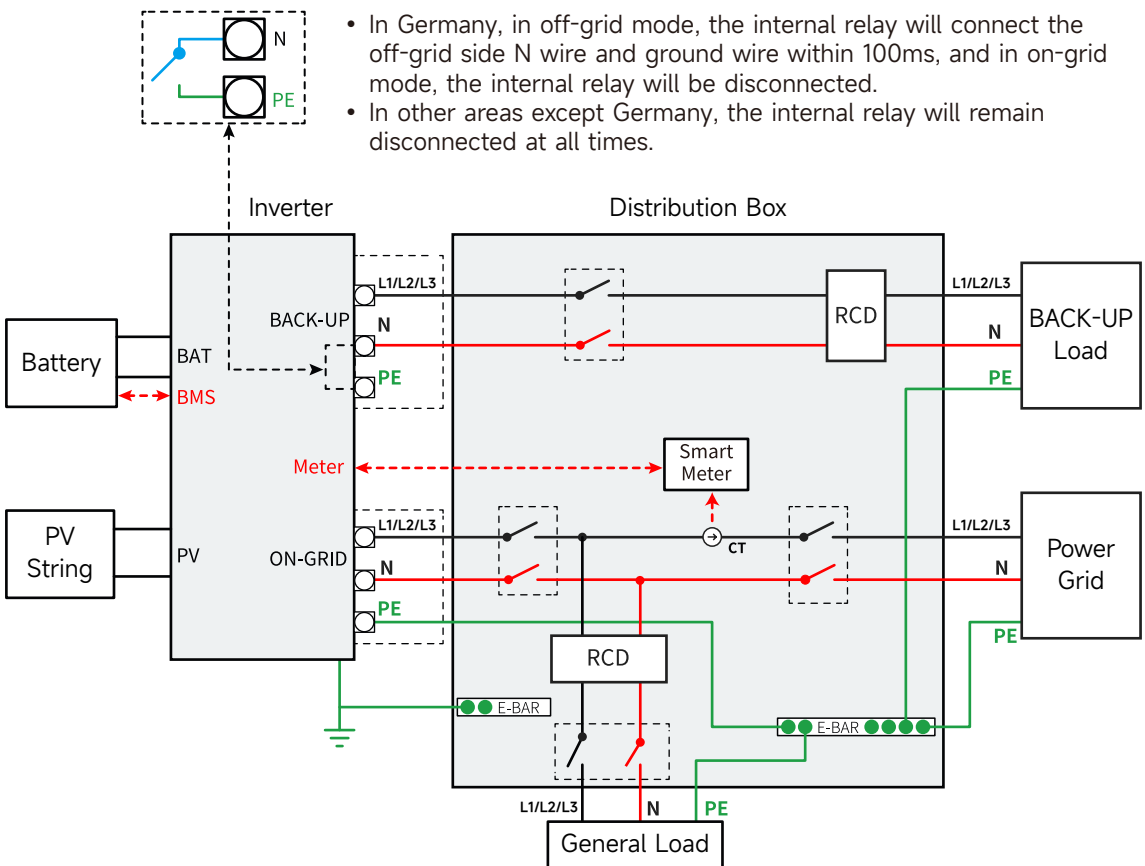 N
PE
• In Germany, in off-grid mode, the internal relay will connect the
off-grid side N wire and ground wire within 100ms, and in on-grid
mode, the internal relay will be disconnected.
• In other areas except Germany, the internal relay will remain
disconnected at all times.
Inverter
Distribution Box
L1/L2/L3
L1/L2/L3
BACK-UP
N
RCD
N
BACK-UP
Load
Battery
BAT
PE
PE
BMS
Meter
Smart
Meter
L1/L2/L3
CT
L1/L2/L3
PV
String
PV
ON-GRID
N
N
Power
Grid
PE
PE
RCD
E-BAR
E-BAR
L1/L2/L3
N
PE
General Load